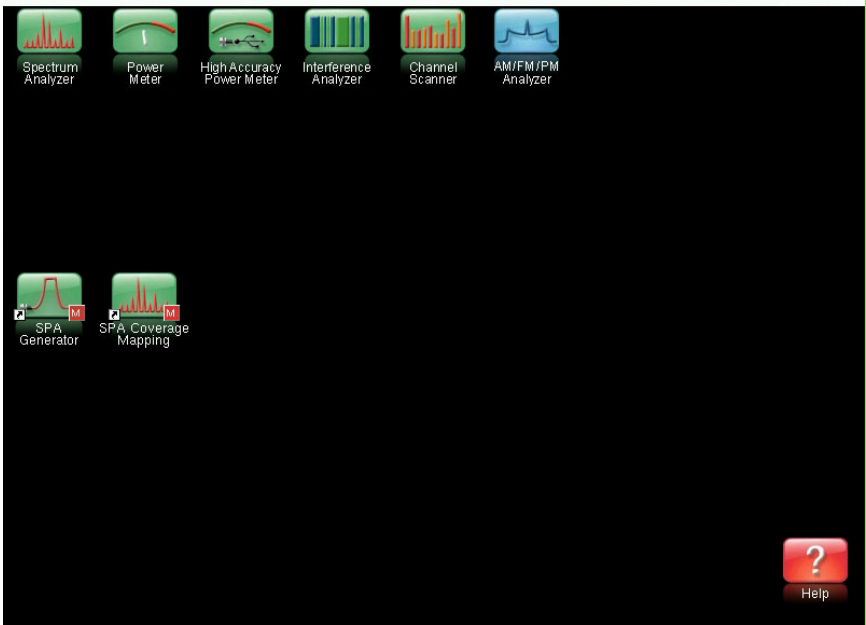 Spectrum
Analyzer
Power
Meter
High Accuracy
Power Meter
Interference
Analyzer
Channel
Scanner
AM/FM/PM
Analyzer
M
SPA
Generator
M
SPA Coverage
Mapping
?
Help